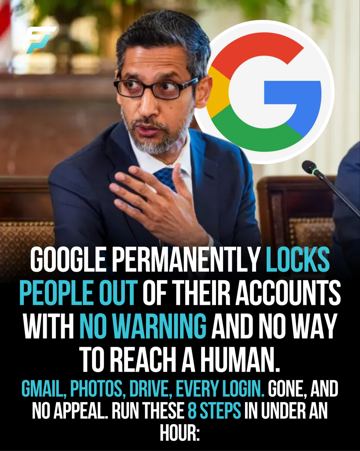 GOOGLE PERMANENTLY LOCKS
PEOPLE OUT OF THEIR ACCOUNTS
WITH NO WARNING AND NO WAY
TO REACH A HUMAN.
GMAIL, PHOTOS, DRIVE, EVERY LOGIN. GONE, AND
NO APPEAL. RUN THESE 8 STEPS IN UNDER AN
HOUR: